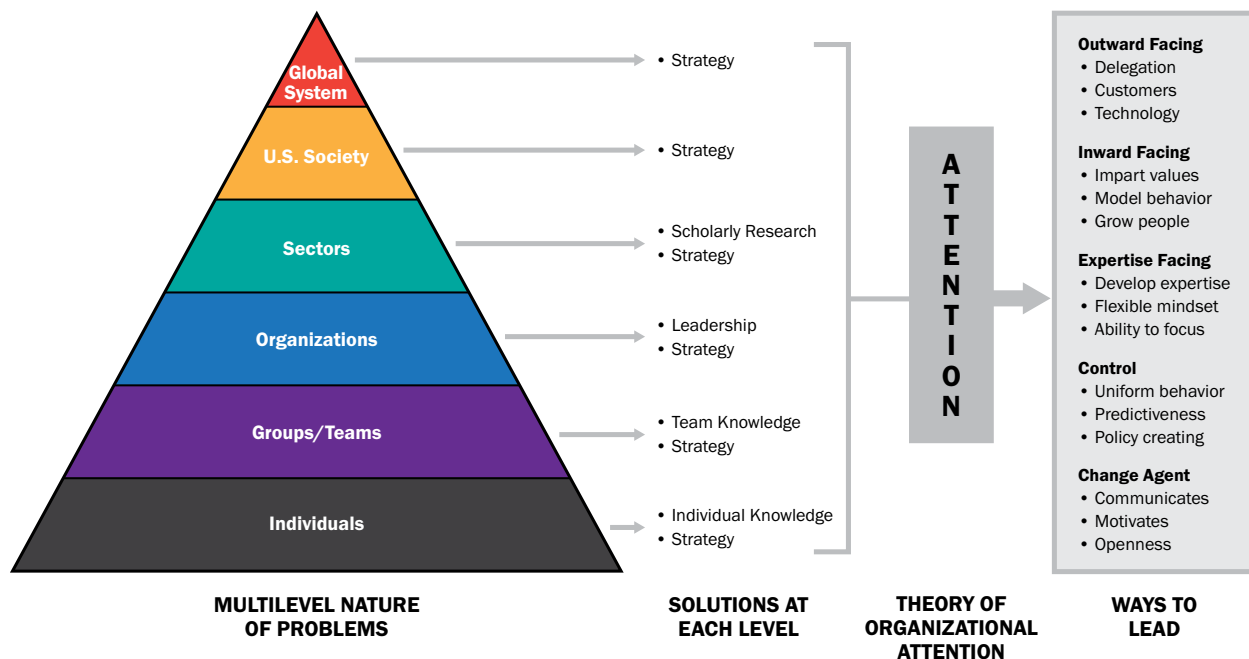 Global
System
• Strategy
U.S. Society
• Strategy
Sectors
• Scholarly Research
• Strategy
Organizations
• Leadership
• Strategy
Groups/Teams
• Team Knowledge
• Strategy
Individuals
• Individual Knowledge
• Strategy
ATTENTION
Outward Facing
• Delegation
• Customers
• Technology
Inward Facing
• Impart values
• Model behavior
• Grow people
Expertise Facing
• Develop expertise
• Flexible mindset
• Ability to focus
Control
• Uniform behavior
• Predictiveness
• Policy creating
Change Agent
• Communicates
• Motivates
• Openness
MULTILEVEL NATURE
OF PROBLEMS
SOLUTIONS AT
EACH LEVEL
THEORY OF
ORGANIZATIONAL
ATTENTION
WAYS TO
LEAD